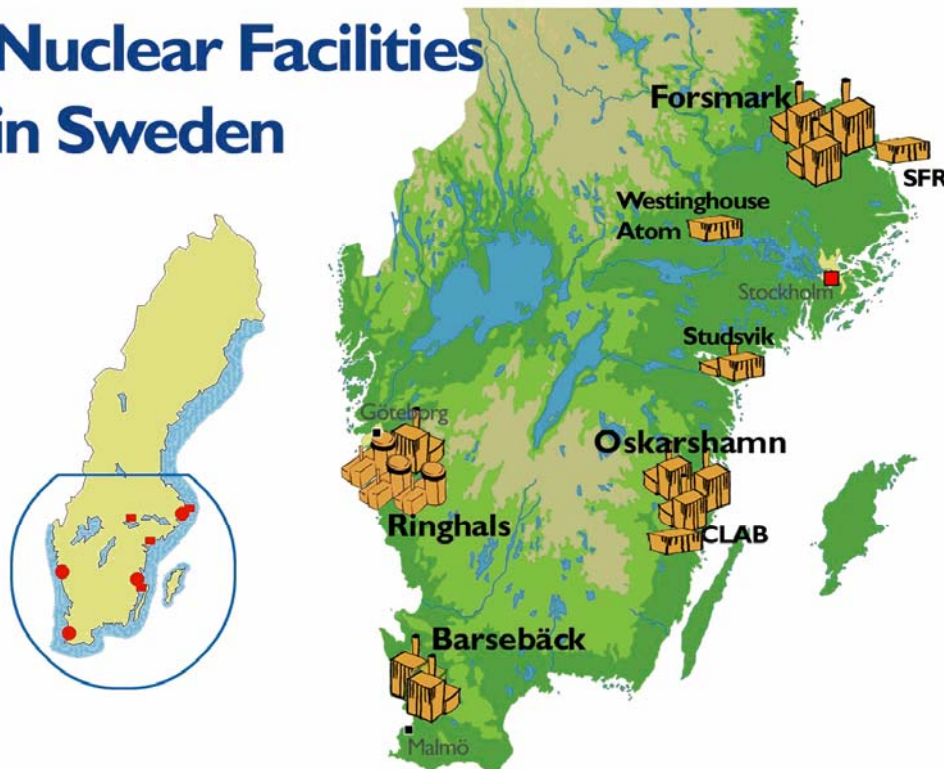 Nuclear Facilities
in Sweden
Forsmark
SFR
Westinghouse
Atom
Stockholm
Studsvik
Göteborg
Oskarshamn
Ringhals
CLAB
Barsebäck
Malmö